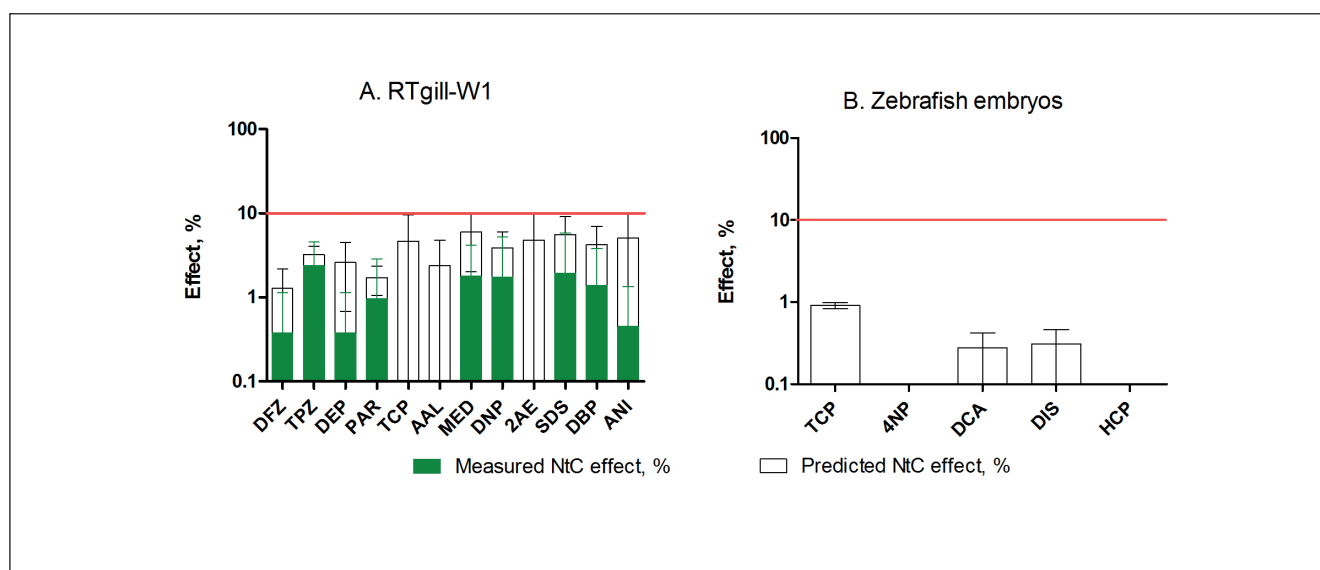 A. RTgill-W1
B. Zebrafish embryos
Effect, %
100
10
1
0.1
DFZ
TPZ
DEP
PAR
TCP
AAL
MED
DNP
2AE
SDS
DBP
ANI
Effect, %
100
10
1
0.1
TCP
4NP
DCA
DIS
HCP
Measured NtC effect, %
Predicted NtC effect, %